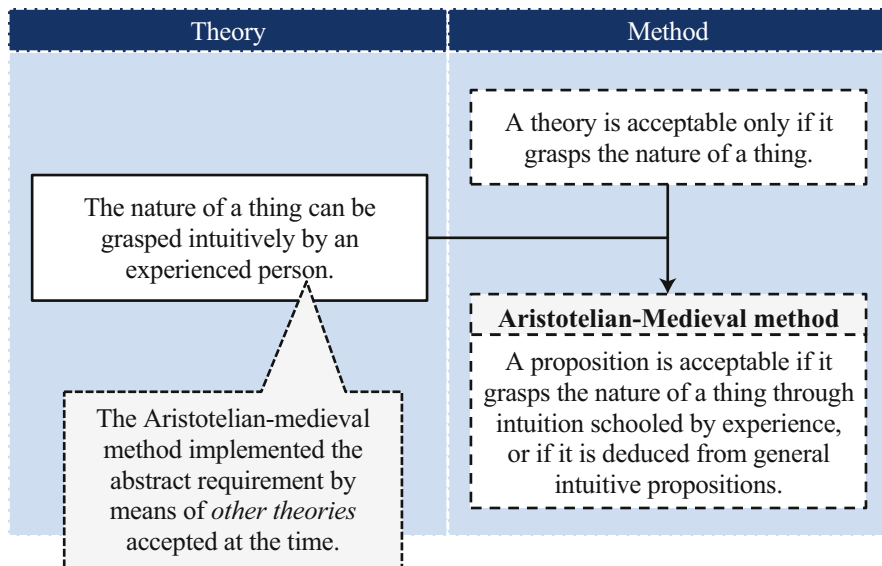 Theory
Method
A theory is acceptable only if it
grasps the nature of a thing.
The nature of a thing can be
grasped intuitively by an
experienced person.
Aristotelian-Medieval method
A proposition is acceptable if it
grasps the nature of a thing through
intuition schooled by experience,
or if it is deduced from general
intuitive propositions.
The Aristotelian-medieval
method implemented the
abstract requirement by
means of other theories
accepted at the time.